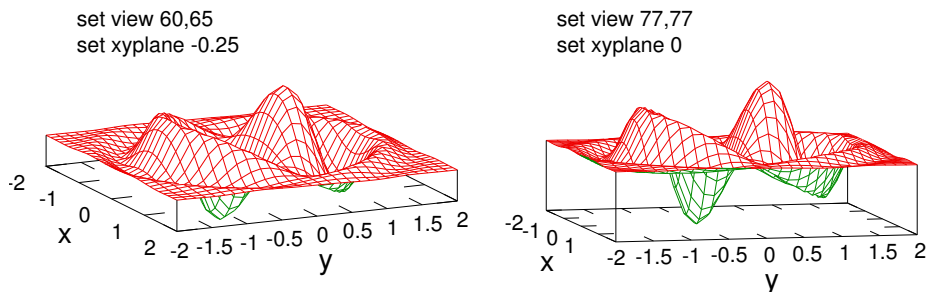 set view 60,65
set xyplane -0.25
-2
-1
0
1
2
x
-2 -1.5 -1 -0.5 0 0.5 1 1.5 2
y
set view 77,77
set xyplane 0
-2 -1 0 1
x
-2 -1.5 -1 -0.5 0 0.5 1 1.5 2
y